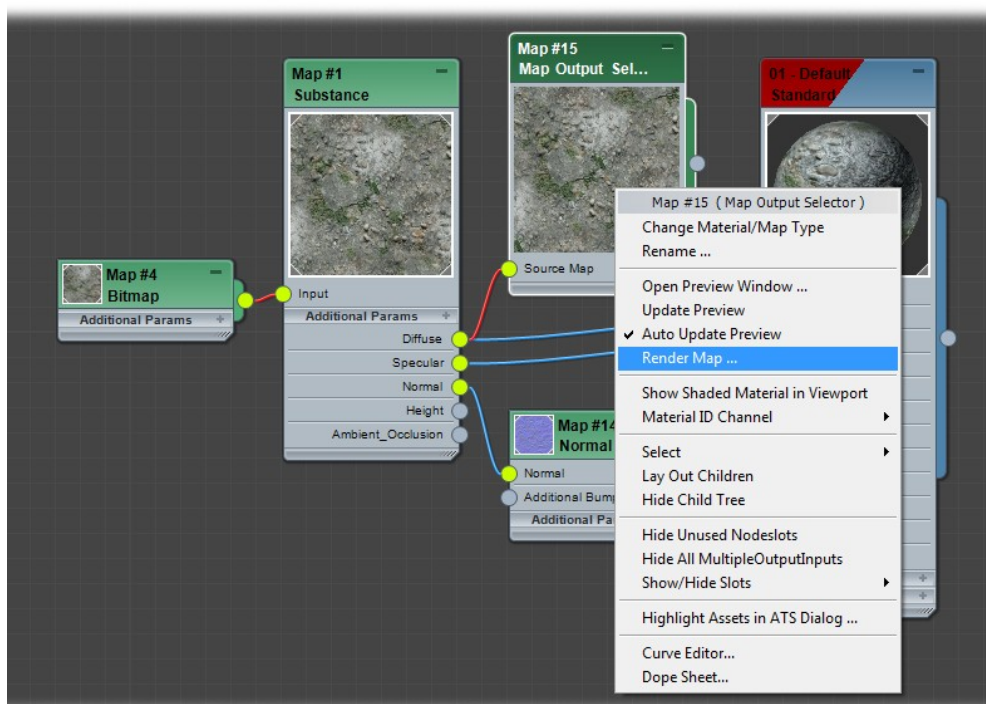 Map #4
Bitmap
Additional Params
Map #1
Substance
Input
Additional Params
Diffuse
Specular
Normal
Height
Ambient_Occlusion
Map #15
Map Output Sel...
Source Map
Map #14
Normal
Normal
Additional Bum
Additional Pa
01 - Default
Standard
Map #15 ( Map Output Selector )
Change Material/Map Type
Rename ...
Open Preview Window ...
Update Preview
Auto Update Preview
Render Map ...
Show Shaded Material in Viewport
Material ID Channel
Select
Lay Out Children
Hide Child Tree
Hide Unused Nodeslots
Hide All MultipleOutputInputs
Show/Hide Slots
Highlight Assets in ATS Dialog ...
Curve Editor...
Dope Sheet...